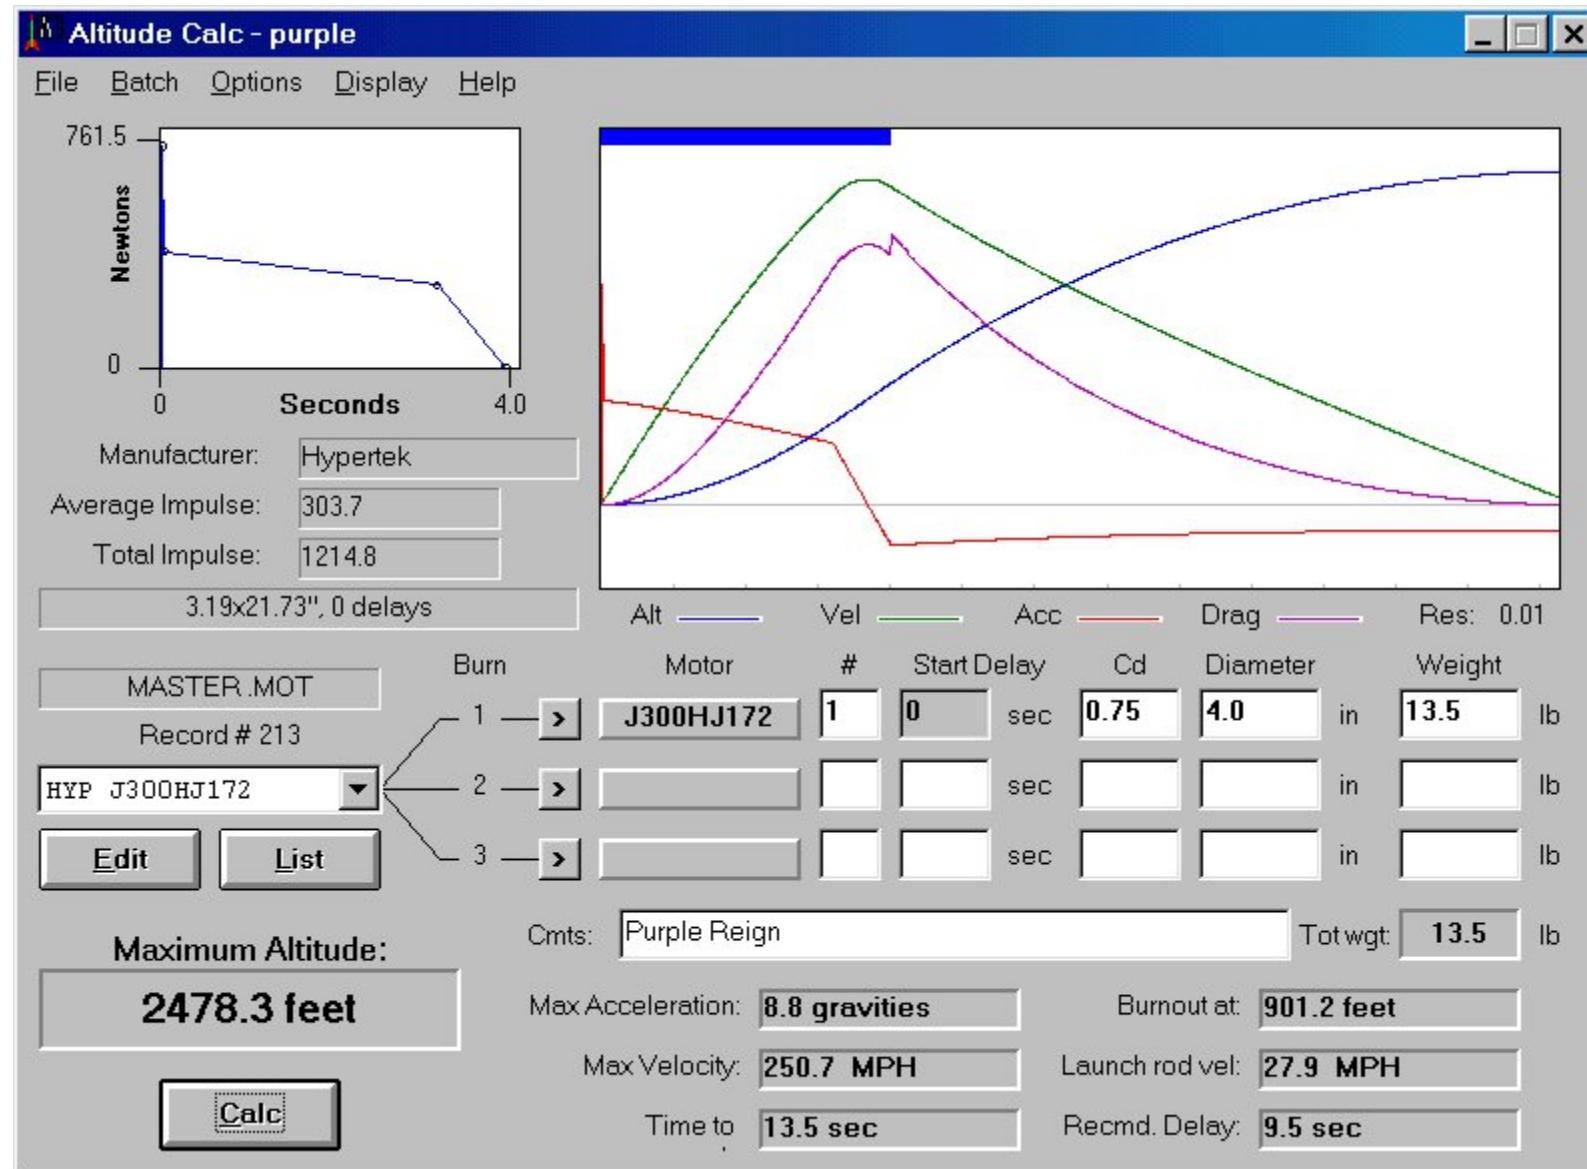 Altitude Calc - purple
File Batch Options Display Help
761.5
Newtons
0
0 Seconds 4.0
Manufacturer: Hypertek
Average Impulse: 303.7
Total Impulse: 1214.8
3.19x21.73", 0 delays
Alt Vel Acc Drag Res: 0.01
MASTER.MOT
Record # 213
HYP J300HJ172
Edit List
Burn Motor # Start Delay Cd Diameter Weight
1 > J300HJ172 1 0 sec 0.75 4.0 in 13.5 lb
2 > sec in lb
3 > sec in lb
Cmts: Purple Reign Tot wgt: 13.5 lb
Maximum Altitude:
2478.3 feet
Calc
Max Acceleration: 8.8 gravities Burnout at: 901.2 feet
Max Velocity: 250.7 MPH Launch rod vel: 27.9 MPH
Time to 13.5 sec Recmd. Delay: 9.5 sec